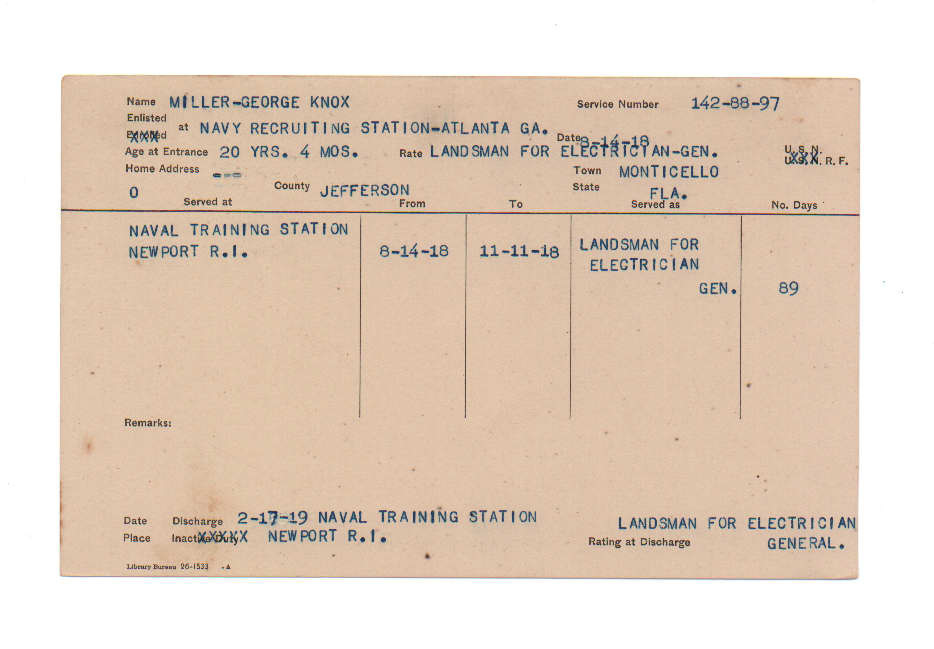 Name MILLER-GEORGE KNOX Service Number 142-88-97
Enlisted
at NAVY RECRUITING STATION-ATLANTA GA. Date 8-14-18
Age at Entrance 20 YRS. 4 MOS. Rate LANDSMAN FOR ELECTRICIAN-GEN. U.S.N.
U.S.N.R.F.
Home Address --- Town MONTICELLO
0 County JEFFERSON State FLA.
Served at From To Served as No. Days
NAVAL TRAINING STATION
NEWPORT R.I. 8-14-18 11-11-18 LANDSMAN FOR
ELECTRICIAN
GEN. 89
Remarks:
Date Discharge 2-17-19 NAVAL TRAINING STATION LANDSMAN FOR ELECTRICIAN
Place Inactive Duty XXXXX NEWPORT R.I. Rating at Discharge GENERAL.
Library Bureau 26-1533 -A